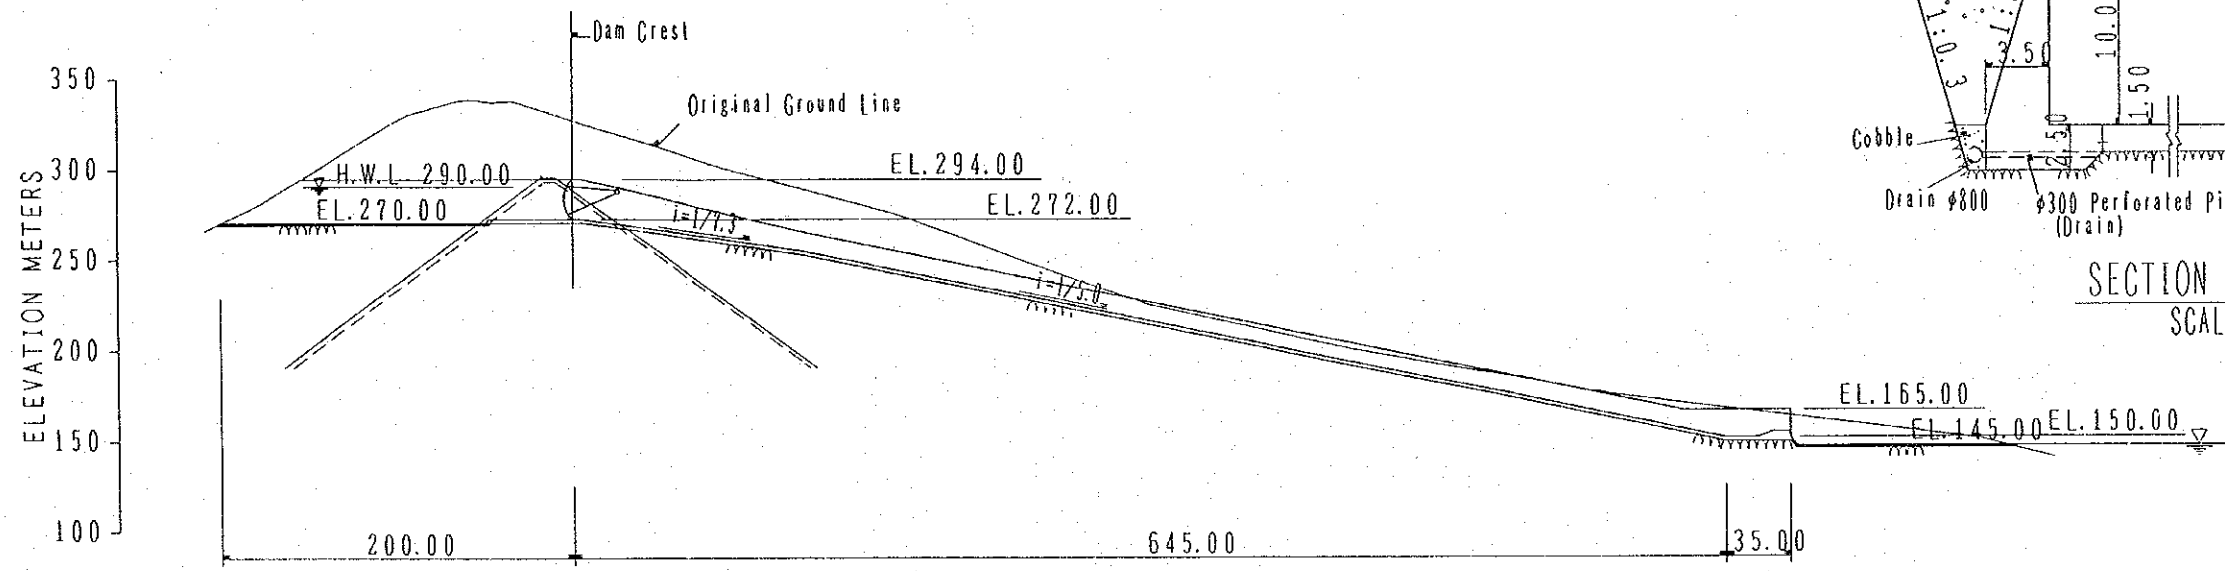 Dam Crest
350
Original Ground Line
300
H.W.L 290.00
EL.294.00
EL.270.00
EL.272.00
i=1/7.3
250
i=1/5.0
ELEVATION METERS
200
EL.165.00
EL.145.00
EL.150.00
150
100
200.00
645.00
35.00
1:0.3
3.50
10.0
1.50
2.50
Cobble
Drain φ800
φ300 Perforated Pi
(Drain)
SECTION
SCAL